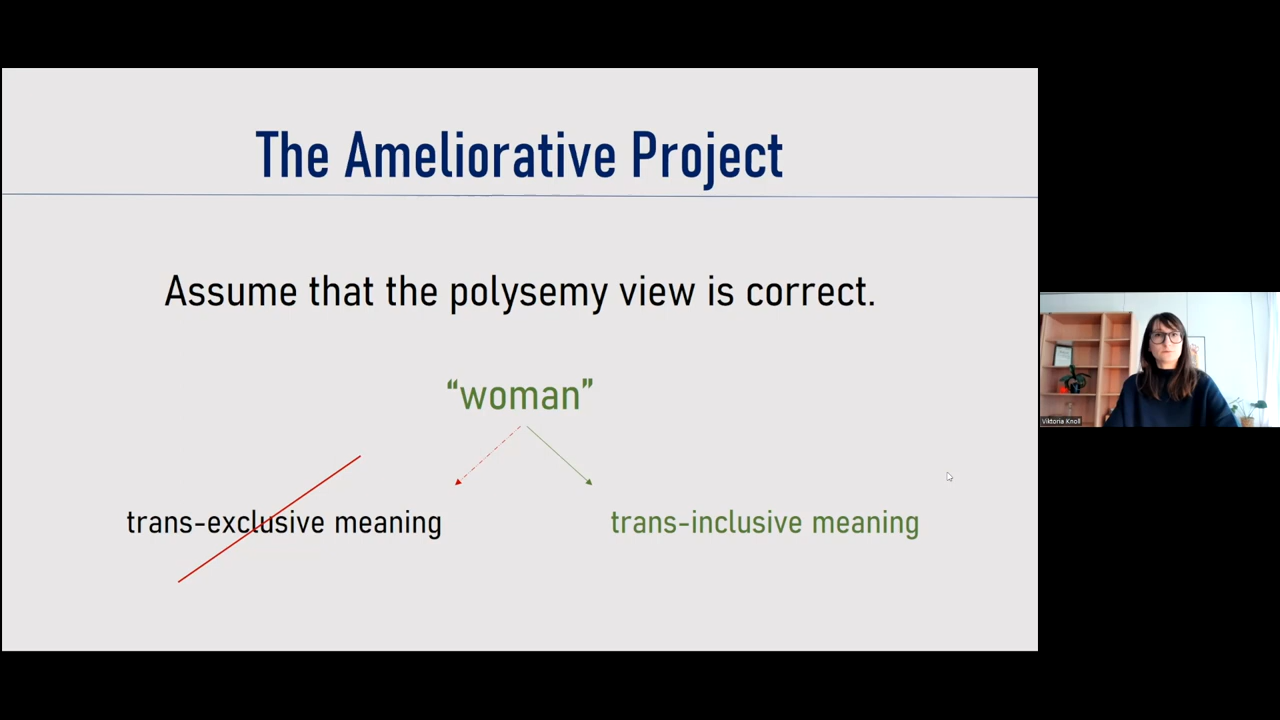 The Ameliorative Project
Assume that the polysemy view is correct.
“woman”
trans-exclusive meaning
trans-inclusive meaning
Viktoria Knoll